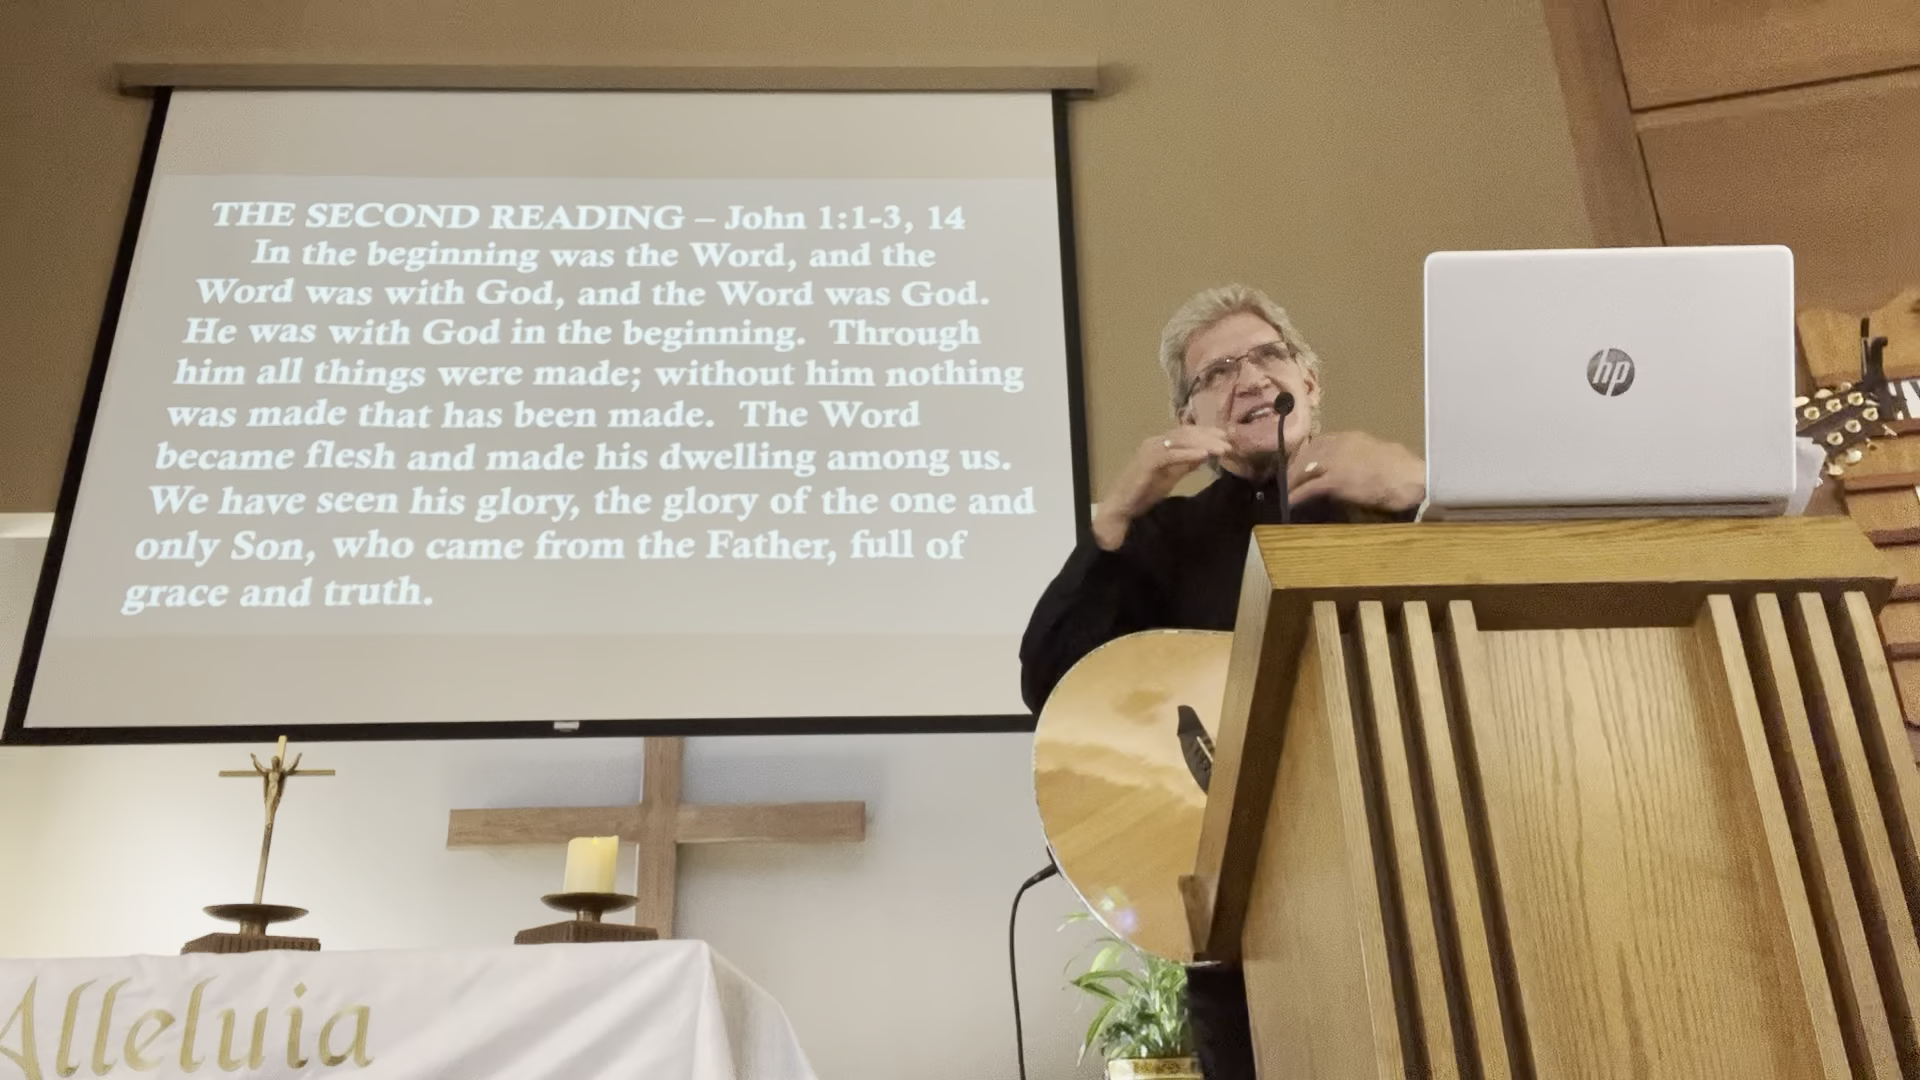 THE SECOND READING – John 1:1-3, 14
In the beginning was the Word, and the
Word was with God, and the Word was God.
He was with God in the beginning.  Through
him all things were made; without him nothing
was made that has been made.  The Word
became flesh and made his dwelling among us.
We have seen his glory, the glory of the one and
only Son, who came from the Father, full of
grace and truth.
hp
Alleluia